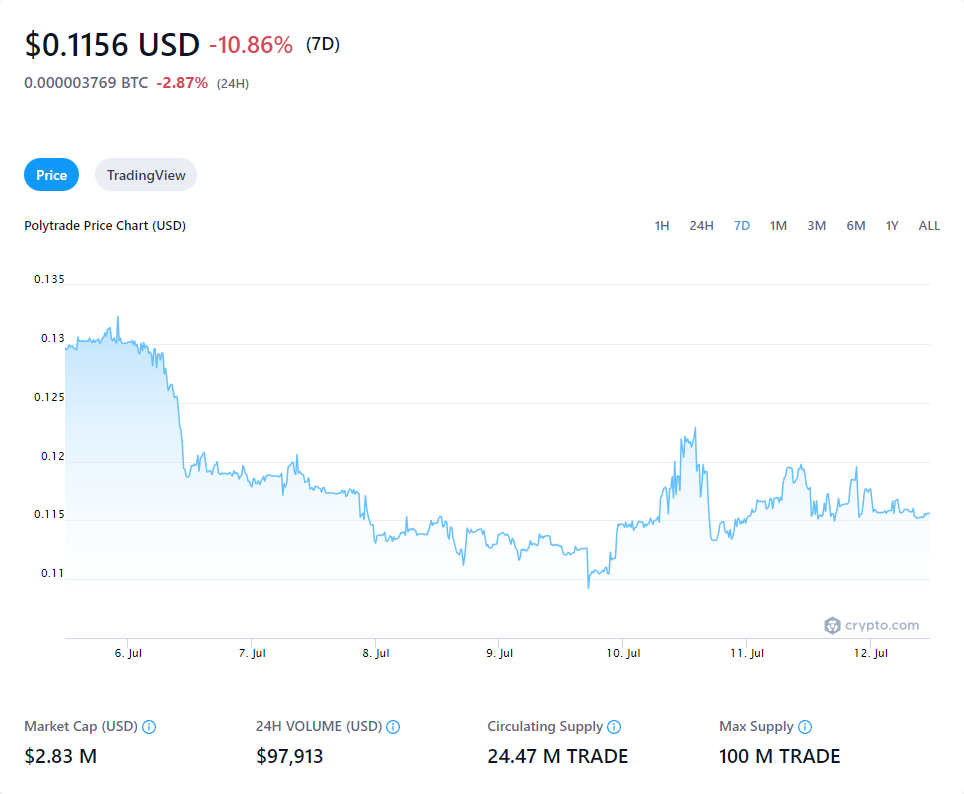 $0.1156 USD -10.86% (7D)
0.000003769 BTC -2.87% (24H)
Price TradingView
Polytrade Price Chart (USD) 1H 24H 7D 1M 3M 6M 1Y ALL
0.135
0.13
0.125
0.12
0.115
0.11
crypto.com
6. Jul 7. Jul 8. Jul 9. Jul 10. Jul 11. Jul 12. Jul
Market Cap (USD) 24H VOLUME (USD) Circulating Supply Max Supply
$2.83 M $97,913 24.47 M TRADE 100 M TRADE